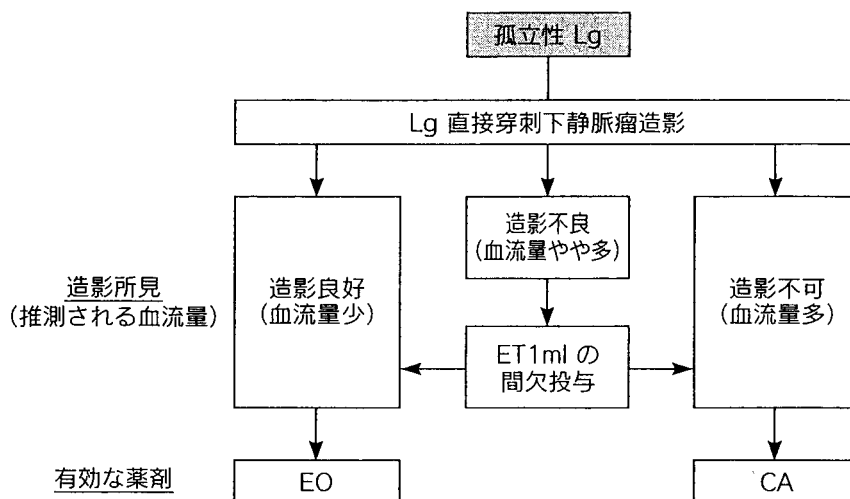 孤立性 Lg
Lg 直接穿刺下静脈瘤造影
造影不良
(血流量やや多)
造影所見
(推測される血流量)
造影良好
(血流量少)
造影不可
(血流量多)
ET1ml の
間欠投与
有効な薬剤
EO
CA